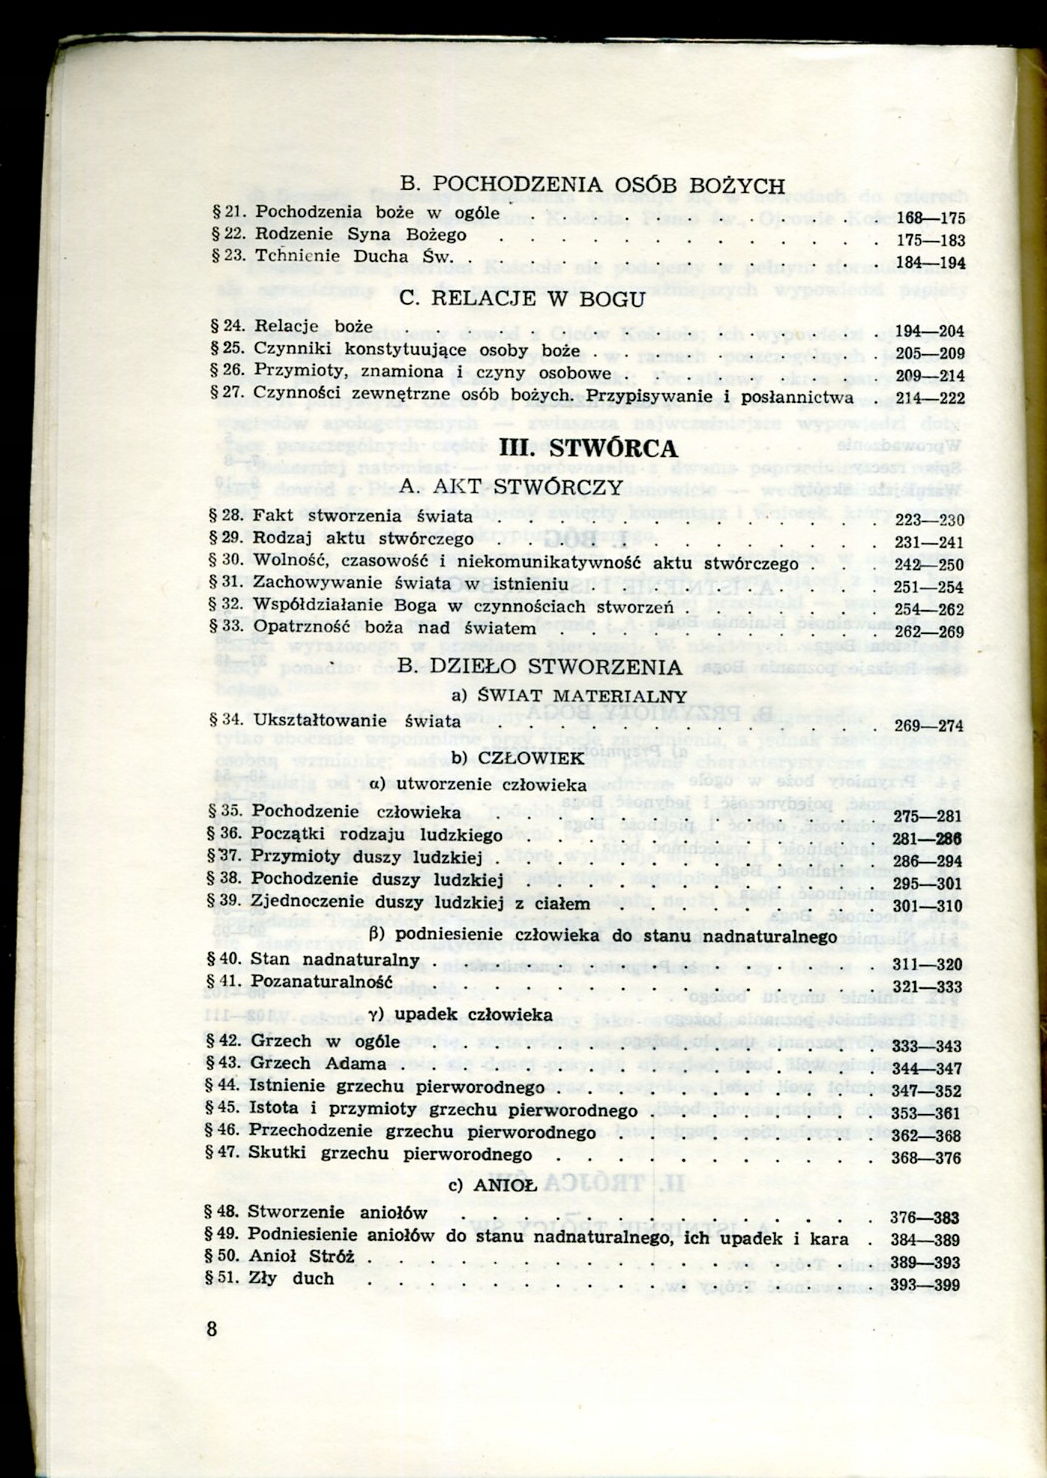 B. POCHODZENIA OSÓB BOŻYCH
§ 21. Pochodzenia boże w ogóle . . . . . . . . . . . . 168—175
§ 22. Rodzenie Syna Bożego . . . . . . . . . . . . . 175—183
§ 23. Tchnienie Ducha Św. . . . . . . . . . . . . . . 184—194
C. RELACJE W BOGU
§ 24. Relacje boże . . . . . . . . . . . . . . . . 194—204
§ 25. Czynniki konstytuujące osoby boże . . . . . . . . . . 205—209
§ 26. Przymioty, znamiona i czyny osobowe . . . . . . . . . 209—214
§ 27. Czynności zewnętrzne osób bożych. Przypisywanie i posłannictwa . 214—222
III. STWÓRCA
A. AKT STWÓRCZY
§ 28. Fakt stworzenia świata . . . . . . . . . . . . . 223—230
§ 29. Rodzaj aktu stwórczego . . . . . . . . . . . . . 231—241
§ 30. Wolność, czasowość i niekomunikatywność aktu stwórczego . . . 242—250
§ 31. Zachowywanie świata w istnieniu . . . . . . . . . . 251—254
§ 32. Współdziałanie Boga w czynnościach stworzeń . . . . . . . 254—262
§ 33. Opatrzność boża nad światem . . . . . . . . . . . 262—269
B. DZIEŁO STWORZENIA
a) ŚWIAT MATERIALNY
§ 34. Ukształtowanie świata . . . . . . . . . . . . . 269—274
b) CZŁOWIEK
α) utworzenie człowieka
§ 35. Pochodzenie człowieka . . . . . . . . . . . . . 275—281
§ 36. Początki rodzaju ludzkiego . . . . . . . . . . . . 281—286
§ 37. Przymioty duszy ludzkiej . . . . . . . . . . . . . 286—294
§ 38. Pochodzenie duszy ludzkiej . . . . . . . . . . . . 295—301
§ 39. Zjednoczenie duszy ludzkiej z ciałem . . . . . . . . . 301—310
β) podniesienie człowieka do stanu nadnaturalnego
§ 40. Stan nadnaturalny . . . . . . . . . . . . . . . 311—320
§ 41. Pozanaturalność . . . . . . . . . . . . . . . 321—333
γ) upadek człowieka
§ 42. Grzech w ogóle . . . . . . . . . . . . . . . 333—343
§ 43. Grzech Adama . . . . . . . . . . . . . . . . 344—347
§ 44. Istnienie grzechu pierworodnego . . . . . . . . . . 347—352
§ 45. Istota i przymioty grzechu pierworodnego . . . . . . . . 353—361
§ 46. Przechodzenie grzechu pierworodnego . . . . . . . . . 362—368
§ 47. Skutki grzechu pierworodnego . . . . . . . . . . . 368—376
c) ANIOŁ
§ 48. Stworzenie aniołów . . . . . . . . . . . . . . 376—383
§ 49. Podniesienie aniołów do stanu nadnaturalnego, ich upadek i kara . 384—389
§ 50. Anioł Stróż . . . . . . . . . . . . . . . . . 389—393
§ 51. Zły duch . . . . . . . . . . . . . . . . . 393—399
8